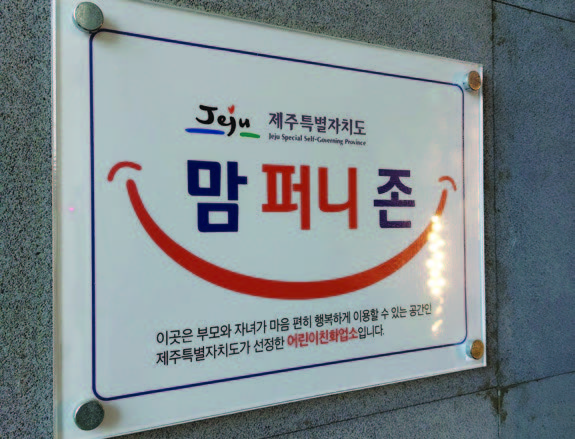 Jeju 제주특별자치도
Jeju Special Self-Governing Province
맘 퍼니 존
이곳은 부모와 자녀가 마음 편히 행복하게 이용할 수 있는 공간인
제주특별자치도가 선정한 어린이친화업소입니다.